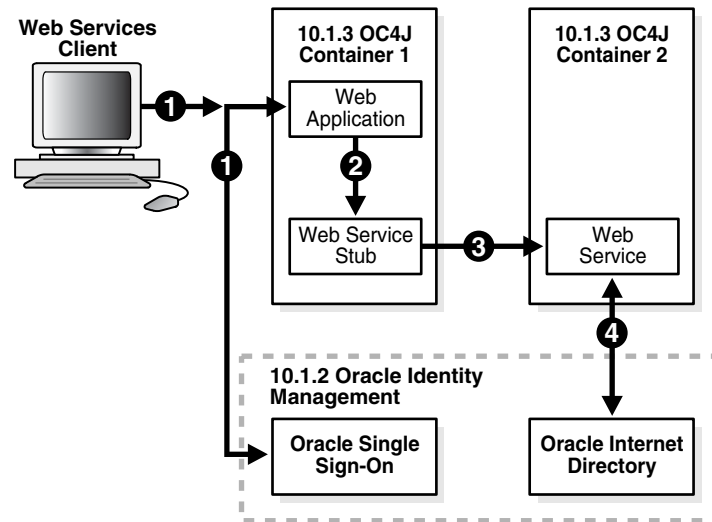 Web Services
Client
10.1.3 OC4J
Container 1
10.1.3 OC4J
Container 2
1
Web
Application
1
2
Web Service
Stub
3
Web
Service
4
10.1.2 Oracle Identity
Management
Oracle Single
Sign-On
Oracle Internet
Directory